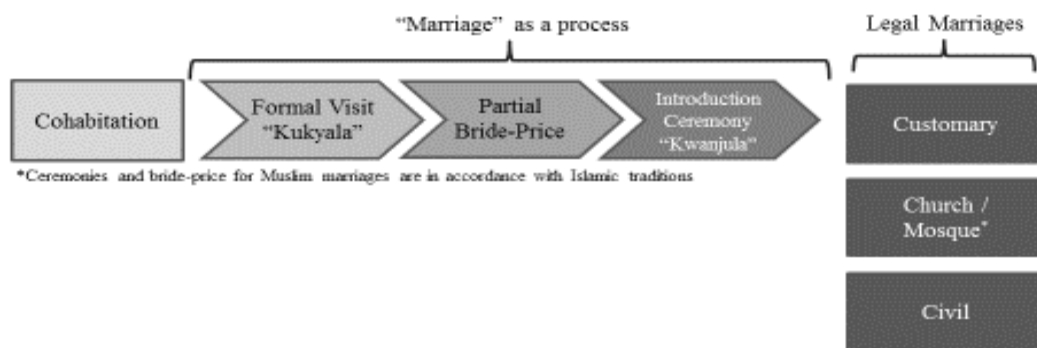 “Marriage” as a process
Legal Marriages
Cohabitation
Formal Visit
“Kukyala”
Partial
Bride-Price
Introduction
Ceremony
“Kwanjula”
Customary
*Ceremonies and bride-price for Muslim marriages are in accordance with Islamic traditions
Church /
Mosque*
Civil